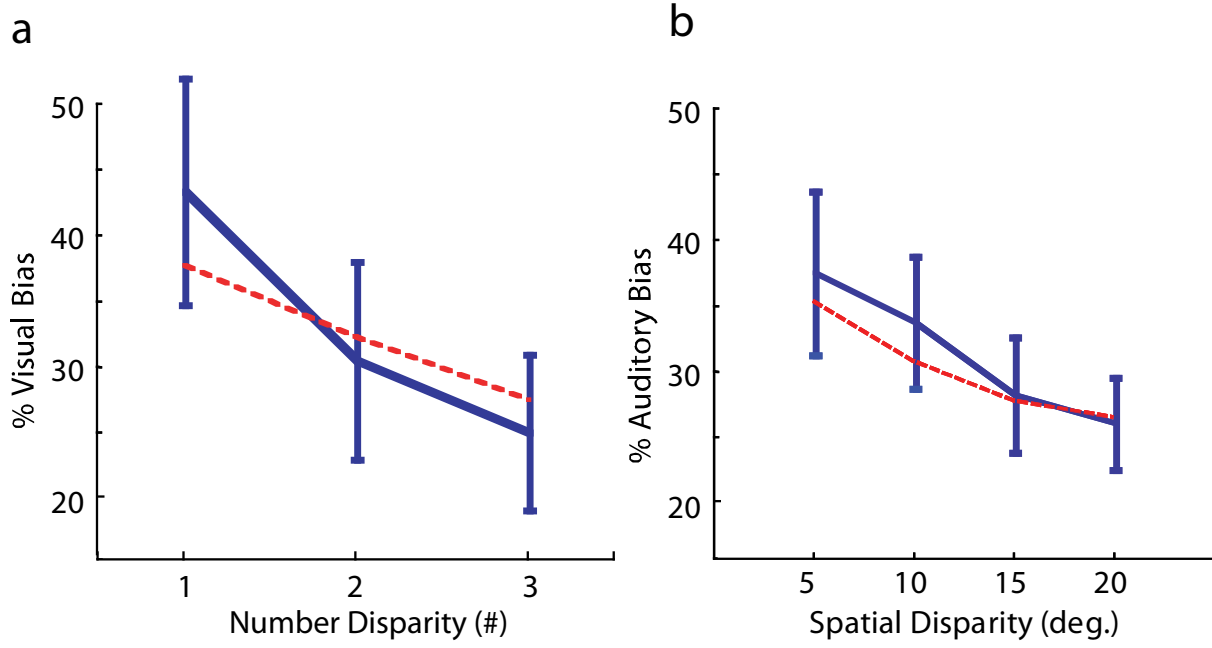 a
% Visual Bias
50
40
30
20
1 2 3
Number Disparity (#)
b
% Auditory Bias
50
40
30
20
5 10 15 20
Spatial Disparity (deg.)